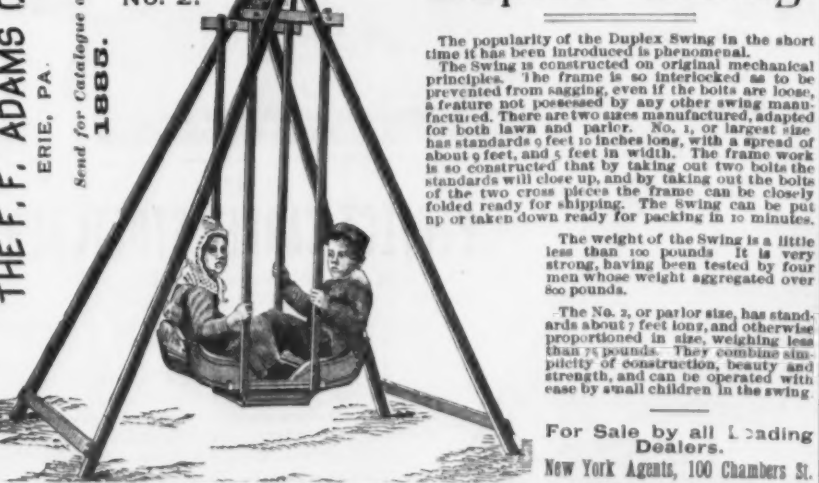 THE F. F. ADAMS
ERIE, PA.
Send for Catalogue
1885.
No. 2.
The popularity of the Duplex Swing in the short
time it has been introduced is phenomenal.
The Swing is constructed on original mechanical
principles. The frame is so interlocked as to be
prevented from sagging, even if the bolts are loose,
a feature not possessed by any other swing manu-
factured. There are two sizes manufactured, adapted
for both lawn and parlor. No. 1, or largest size
has standards 9 feet 10 inches long, with a spread of
about 9 feet, and 5 feet in width. The frame work
is so constructed that by taking out two bolts the
standards will close up, and by taking out the bolts
of the two cross pieces the frame can be closely
folded ready for shipping. The Swing can be put
up or taken down ready for packing in 10 minutes.
The weight of the Swing is a little
less than 100 pounds It is very
strong, having been tested by four
men whose weight aggregated over
800 pounds.
The No. 2, or parlor size, has stand-
ards about 7 feet long, and otherwise
proportioned in size, weighing less
than 75 pounds. They combine sim-
plicity of construction, beauty and
strength, and can be operated with
ease by small children in the swing
For Sale by all Leading
Dealers.
New York Agents, 100 Chambers St.